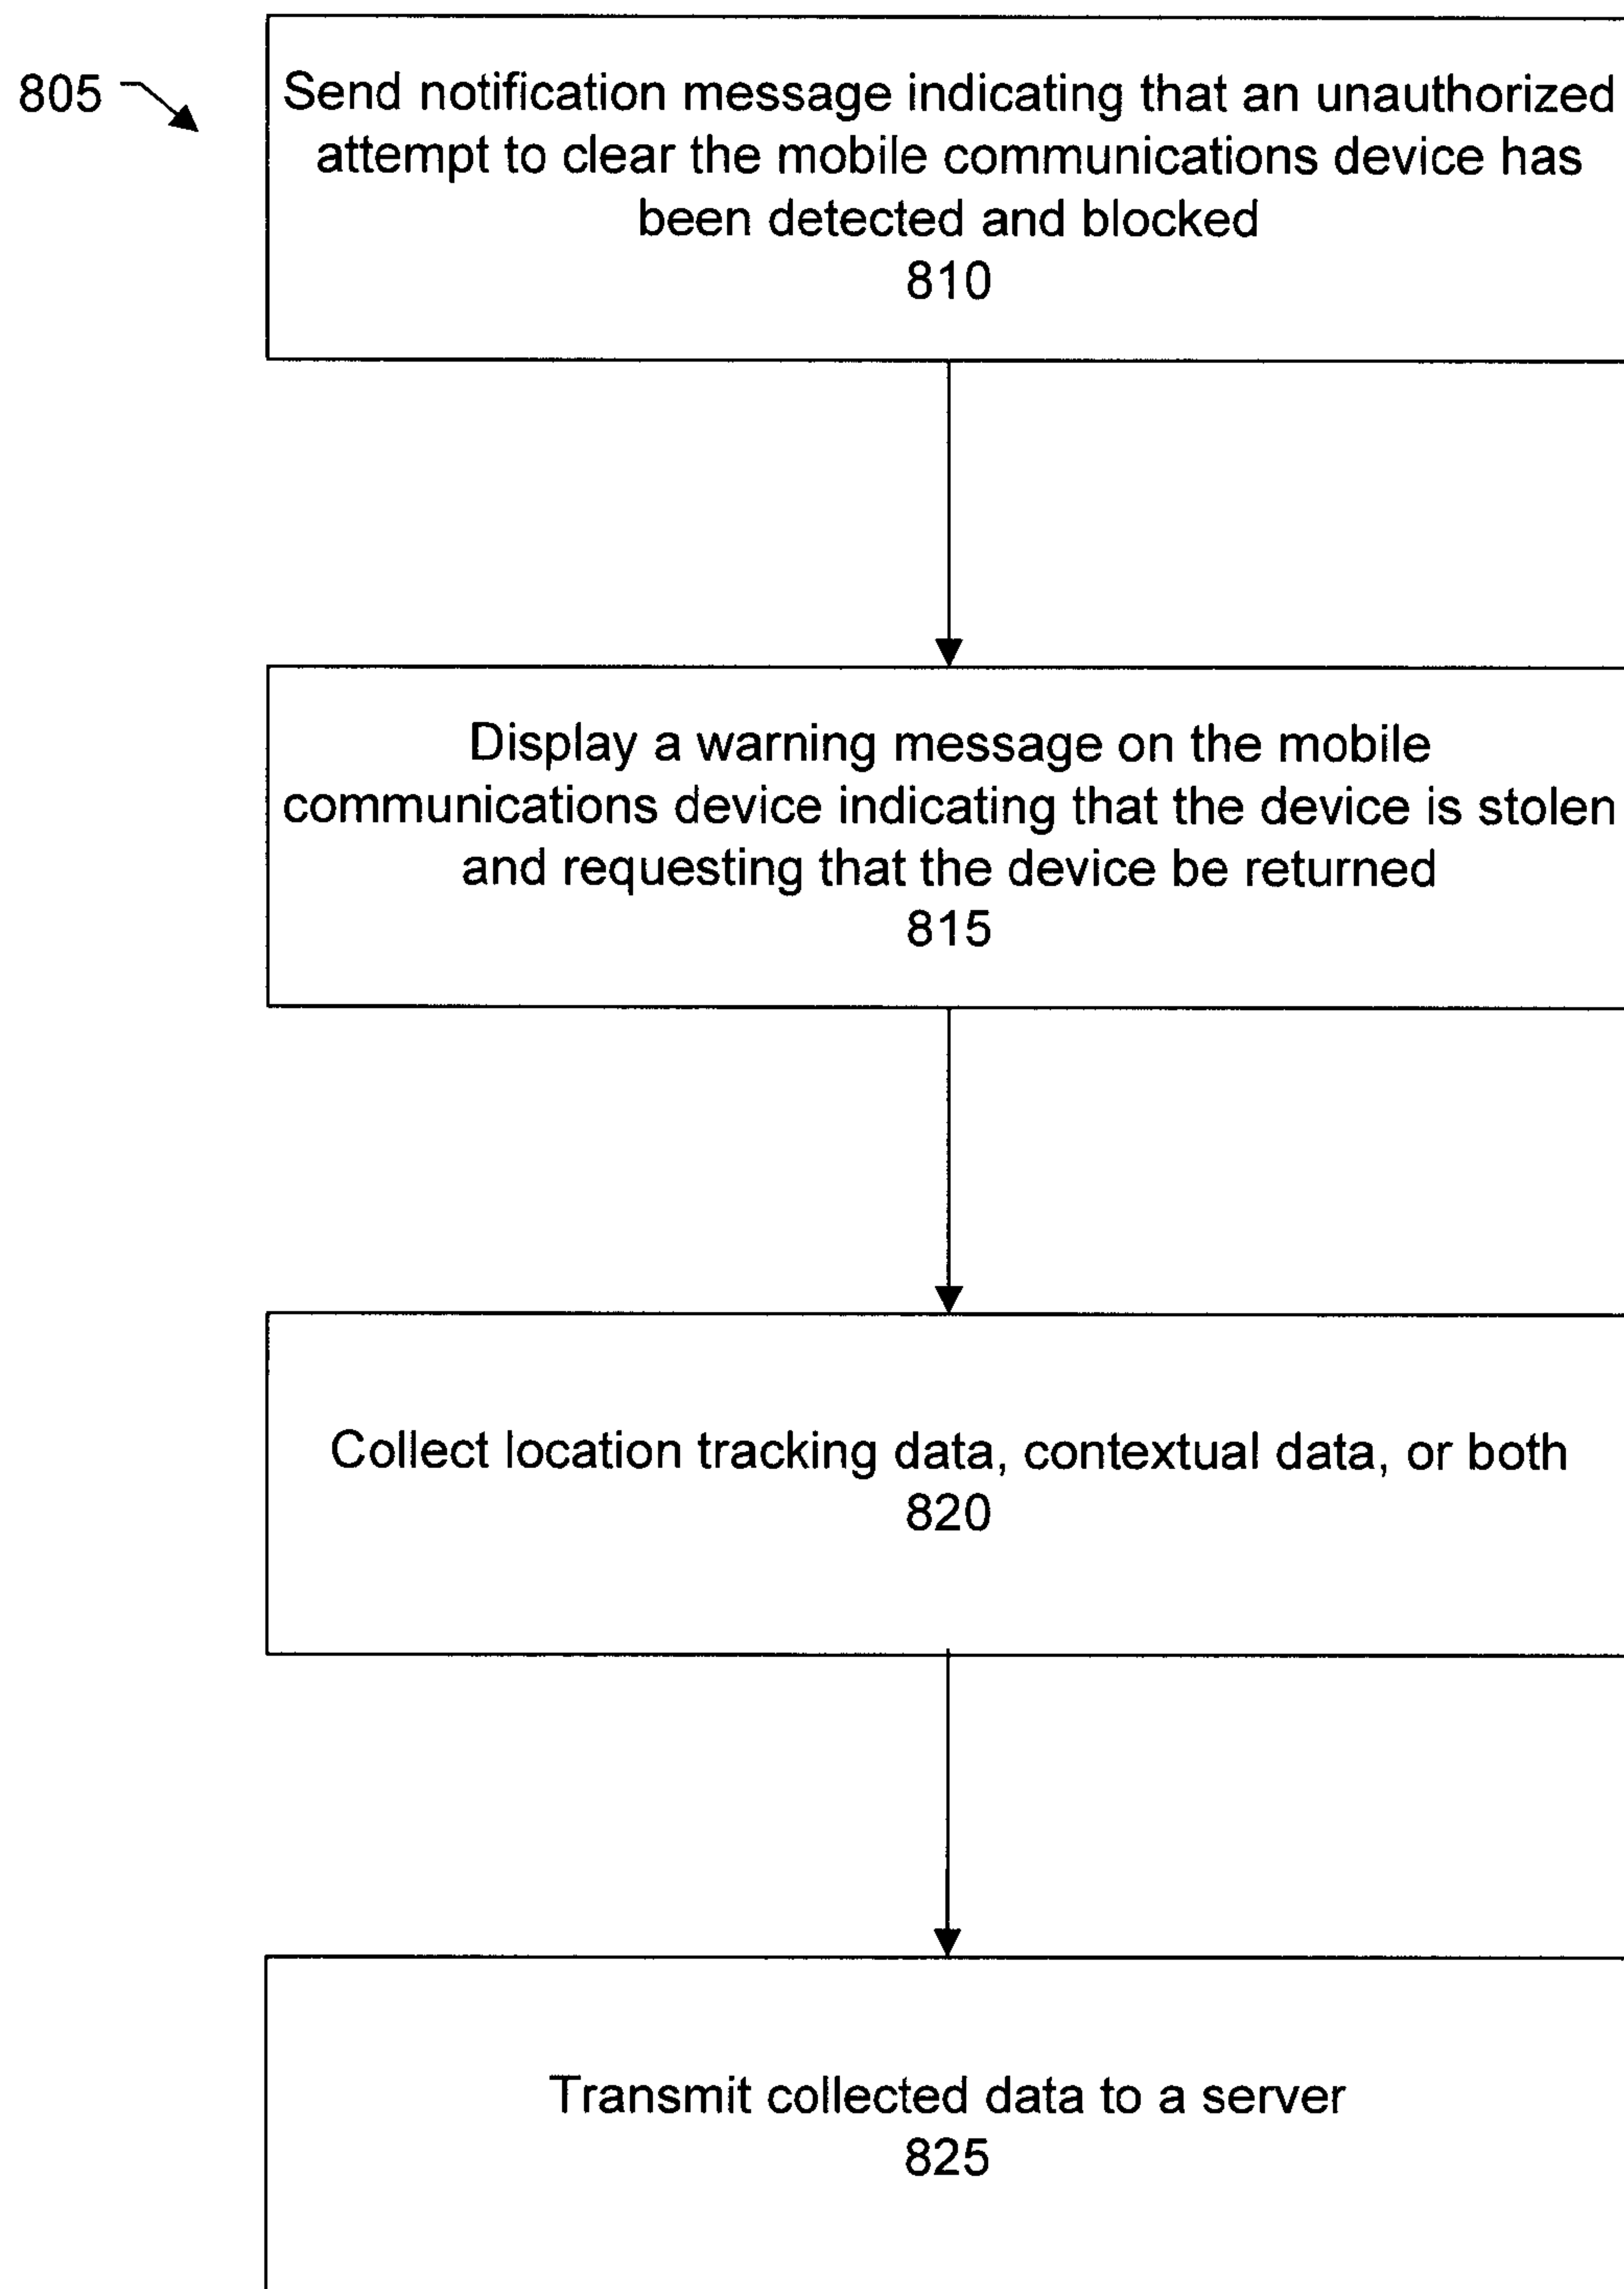 805
Send notification message indicating that an unauthorized
attempt to clear the mobile communications device has
been detected and blocked
810
Display a warning message on the mobile
communications device indicating that the device is stolen
and requesting that the device be returned
815
Collect location tracking data, contextual data, or both
820
Transmit collected data to a server
825